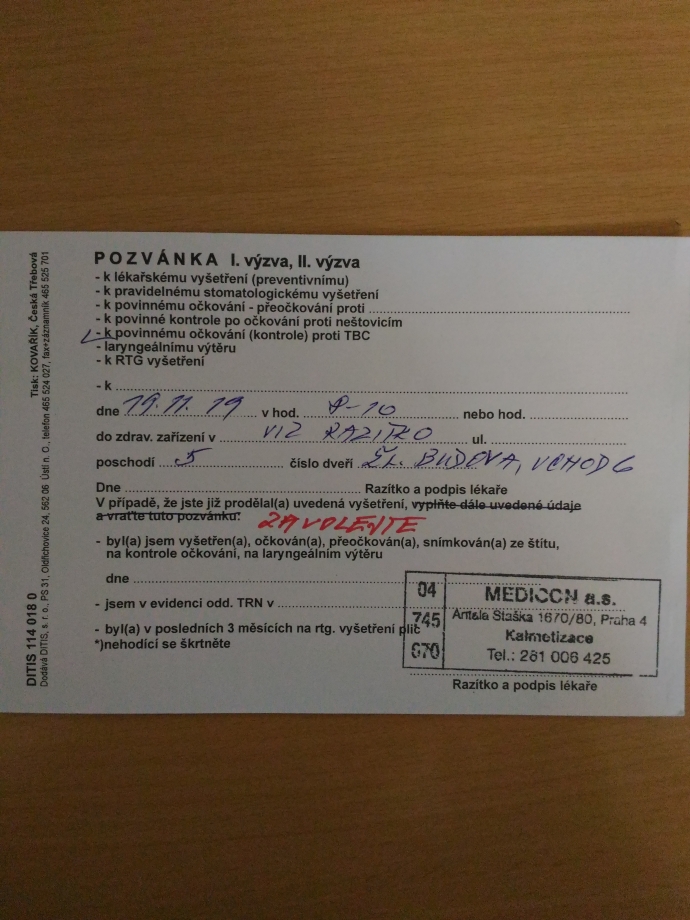 POZVÁNKA I. výzva, II. výzva
- k lékařskému vyšetření (preventivnímu)
- k pravidelnému stomatologickému vyšetření
- k povinnému očkování - přeočkování proti
- k povinné kontrole po očkování proti neštovicím
- k povinnému očkování (kontrole) proti TBC
- laryngeálnímu výtěru
- k RTG vyšetření
- k
dne 19.11.19 v hod. 8-10 nebo hod.
do zdrav. zařízení v VIZ RAZÍTKO ul.
poschodí 5 číslo dveří ŽL. BUDOVA, VCHOD 6
Dne Razítko a podpis lékaře
V případě, že jste již prodělal(a) uvedená vyšetření, vyplňte dále uvedené údaje
a vraťte tuto pozvánku. ZAVOLEJTE
- byl(a) jsem vyšetřen(a), očkován(a), přeočkován(a), snímkován(a) ze štítu,
na kontrole očkování, na laryngeálním výtěru
dne
- jsem v evidenci odd. TRN v
- byl(a) v posledních 3 měsících na rtg. vyšetření plic
*)nehodící se škrtněte
04
745
670
MEDICON a.s.
Antala Staška 1670/80, Praha 4
Kalmetizace
Tel.: 281 006 425
Razítko a podpis lékaře
Tisk: KOVAŘÍK, Česká Třebová
telefon 465 524 027, fax+záznamník 465 525 701
DITIS 114 018 0
Dodává DITIS, s. r. o., PS 31, Oldřichovice 24, 562 06 Ústí n. O.,